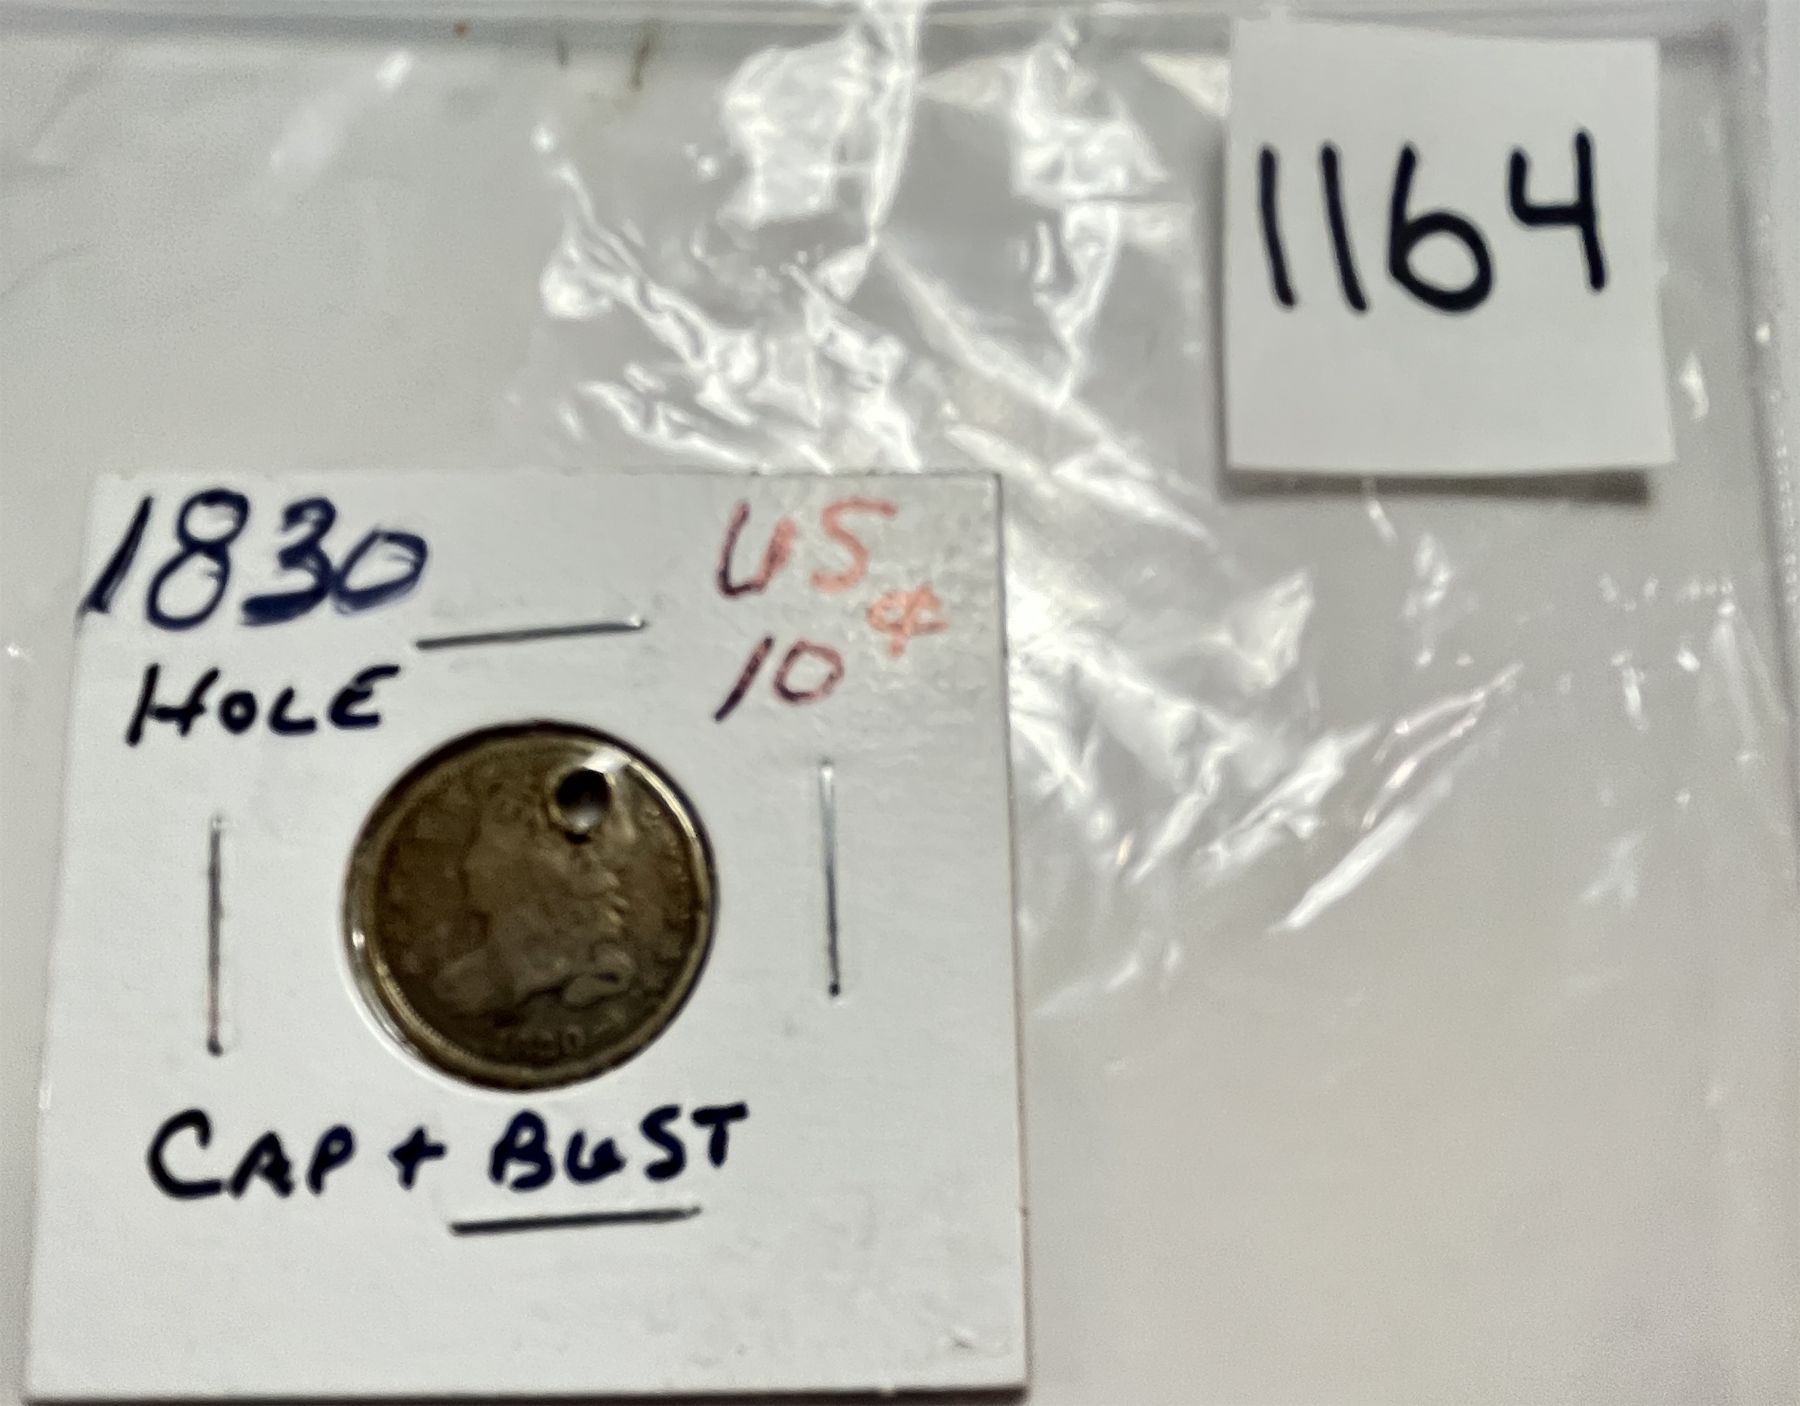 1164
1830
US
HOLE
10¢
CAP + BUST